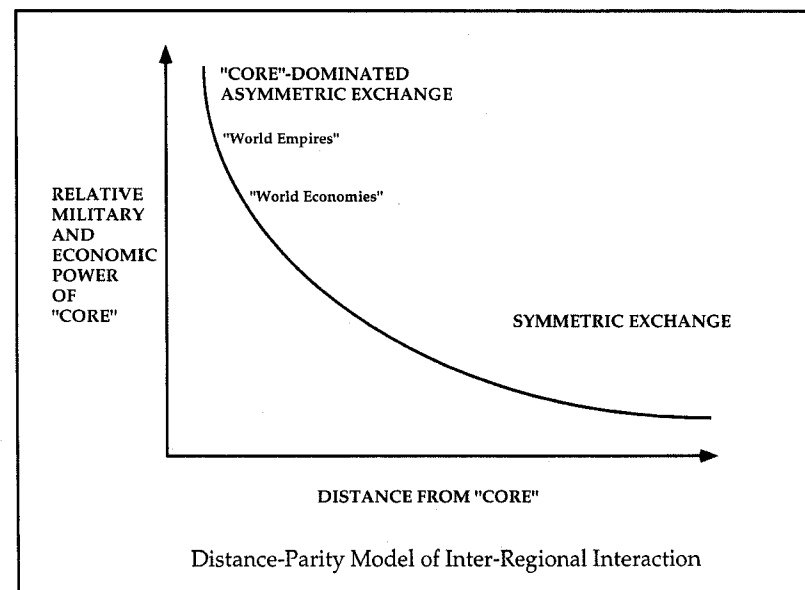 "CORE"-DOMINATED
ASYMMETRIC EXCHANGE
"World Empires"
"World Economies"
RELATIVE
MILITARY
AND
ECONOMIC
POWER
OF
"CORE"
SYMMETRIC EXCHANGE
DISTANCE FROM "CORE"
Distance-Parity Model of Inter-Regional Interaction